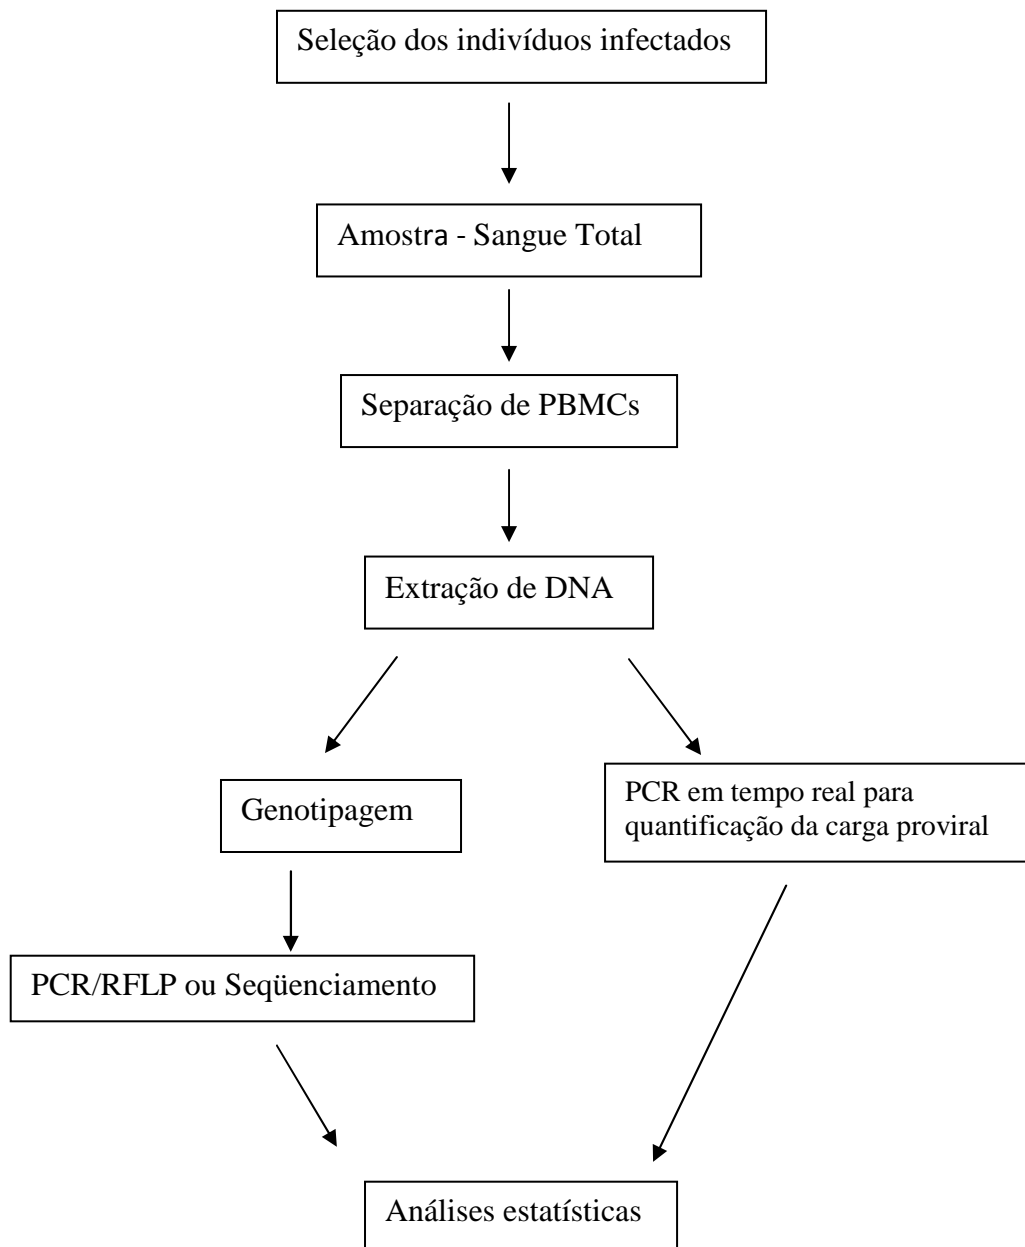 Seleção dos indivíduos infectados
Amostra - Sangue Total
Separação de PBMCs
Extração de DNA
Genotipagem
PCR em tempo real para
quantificação da carga proviral
PCR/RFLP ou Seqüenciamento
Análises estatísticas